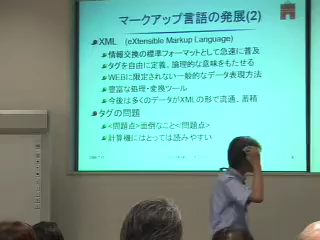 マークアップ言語の発展(2)
XML (eXtensible Markup Language)
情報交換の標準フォーマットとして急速に普及
タグを自由に定義、論理的な意味をもたせる
WEBに限定されない一般的なデータ表現方法
豊富な処理・変換ツール
今後は多くのデータがXMLの形で流通、蓄積
タグの問題
<問題点>面倒なこと</問題点>
計算機にはとっては読みやすい